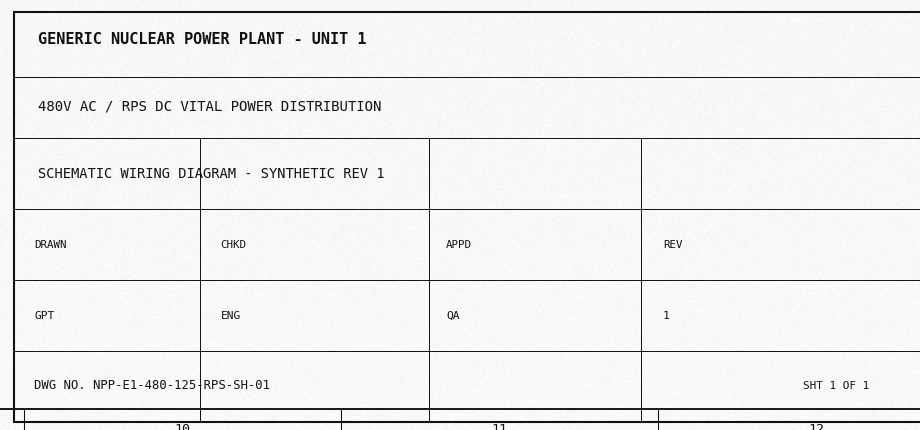 GENERIC NUCLEAR POWER PLANT - UNIT 1
480V AC / RPS DC VITAL POWER DISTRIBUTION
SCHEMATIC WIRING DIAGRAM - SYNTHETIC REV 1
DRAWN CHKD APPD REV
GPT ENG QA 1
DWG NO. NPP-E1-480-125-RPS-SH-01 SHT 1 OF 1
10 11 12